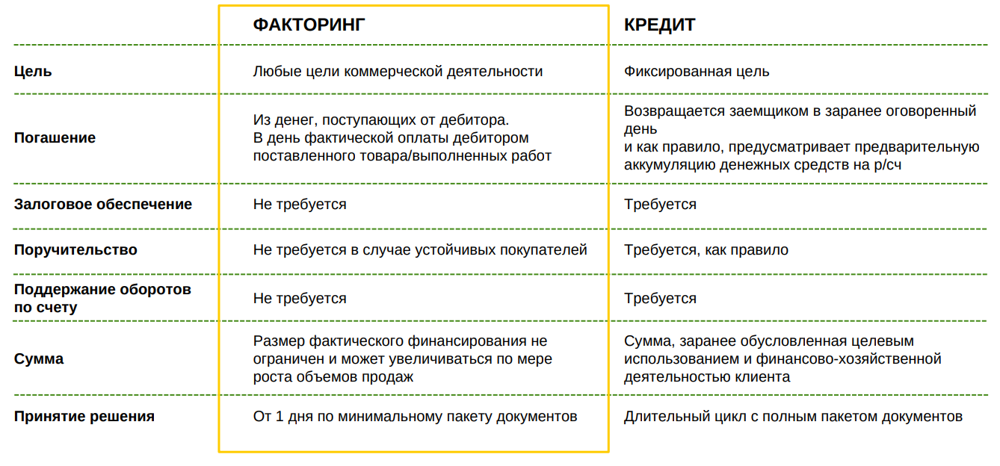 ФАКТОРИНГ КРЕДИТ
Цель Любые цели коммерческой деятельности Фиксированная цель
Погашение
Из денег, поступающих от дебитора.
В день фактической оплаты дебитором
поставленного товара/выполненных работ
Возвращается заемщиком в заранее оговоренный
день
и как правило, предусматривает предварительную
аккумуляцию денежных средств на р/сч
Залоговое обеспечение Не требуется Требуется
Поручительство Не требуется в случае устойчивых покупателей Требуется, как правило
Поддержание оборотов
по счету
Не требуется Требуется
Сумма
Размер фактического финансирования не
ограничен и может увеличиваться по мере
роста объемов продаж
Сумма, заранее обусловленная целевым
использованием и финансово-хозяйственной
деятельностью клиента
Принятие решения От 1 дня по минимальному пакету документов Длительный цикл с полным пакетом документов